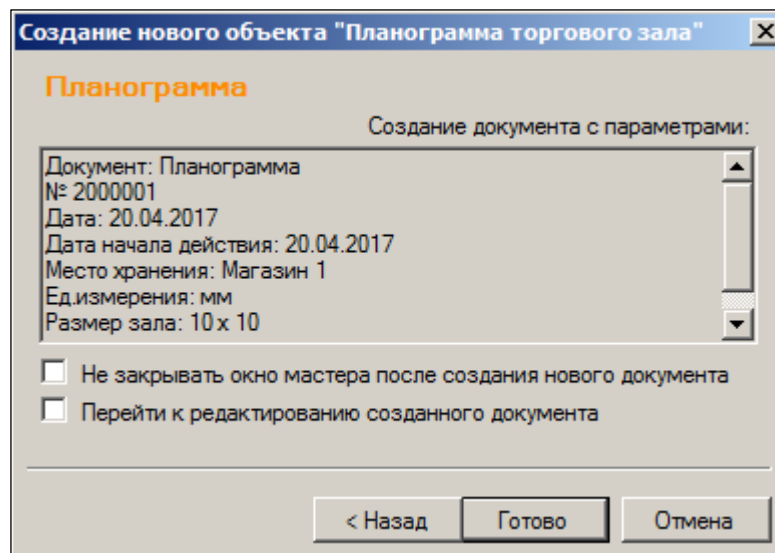 Создание нового объекта "Планограмма торгового зала"
Планограмма
Создание документа с параметрами:
Документ: Планограмма
№ 2000001
Дата: 20.04.2017
Дата начала действия: 20.04.2017
Место хранения: Магазин 1
Ед.измерения: мм
Размер зала: 10 x 10
Не закрывать окно мастера после создания нового документа
Перейти к редактированию созданного документа
< Назад Готово Отмена